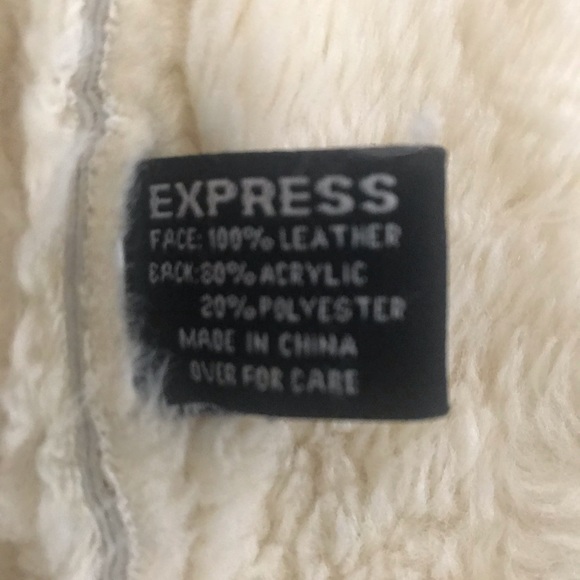 EXPRESS
FACE: 100% LEATHER
BACK: 80% ACRYLIC
20% POLYESTER
MADE IN CHINA
OVER FOR CARE